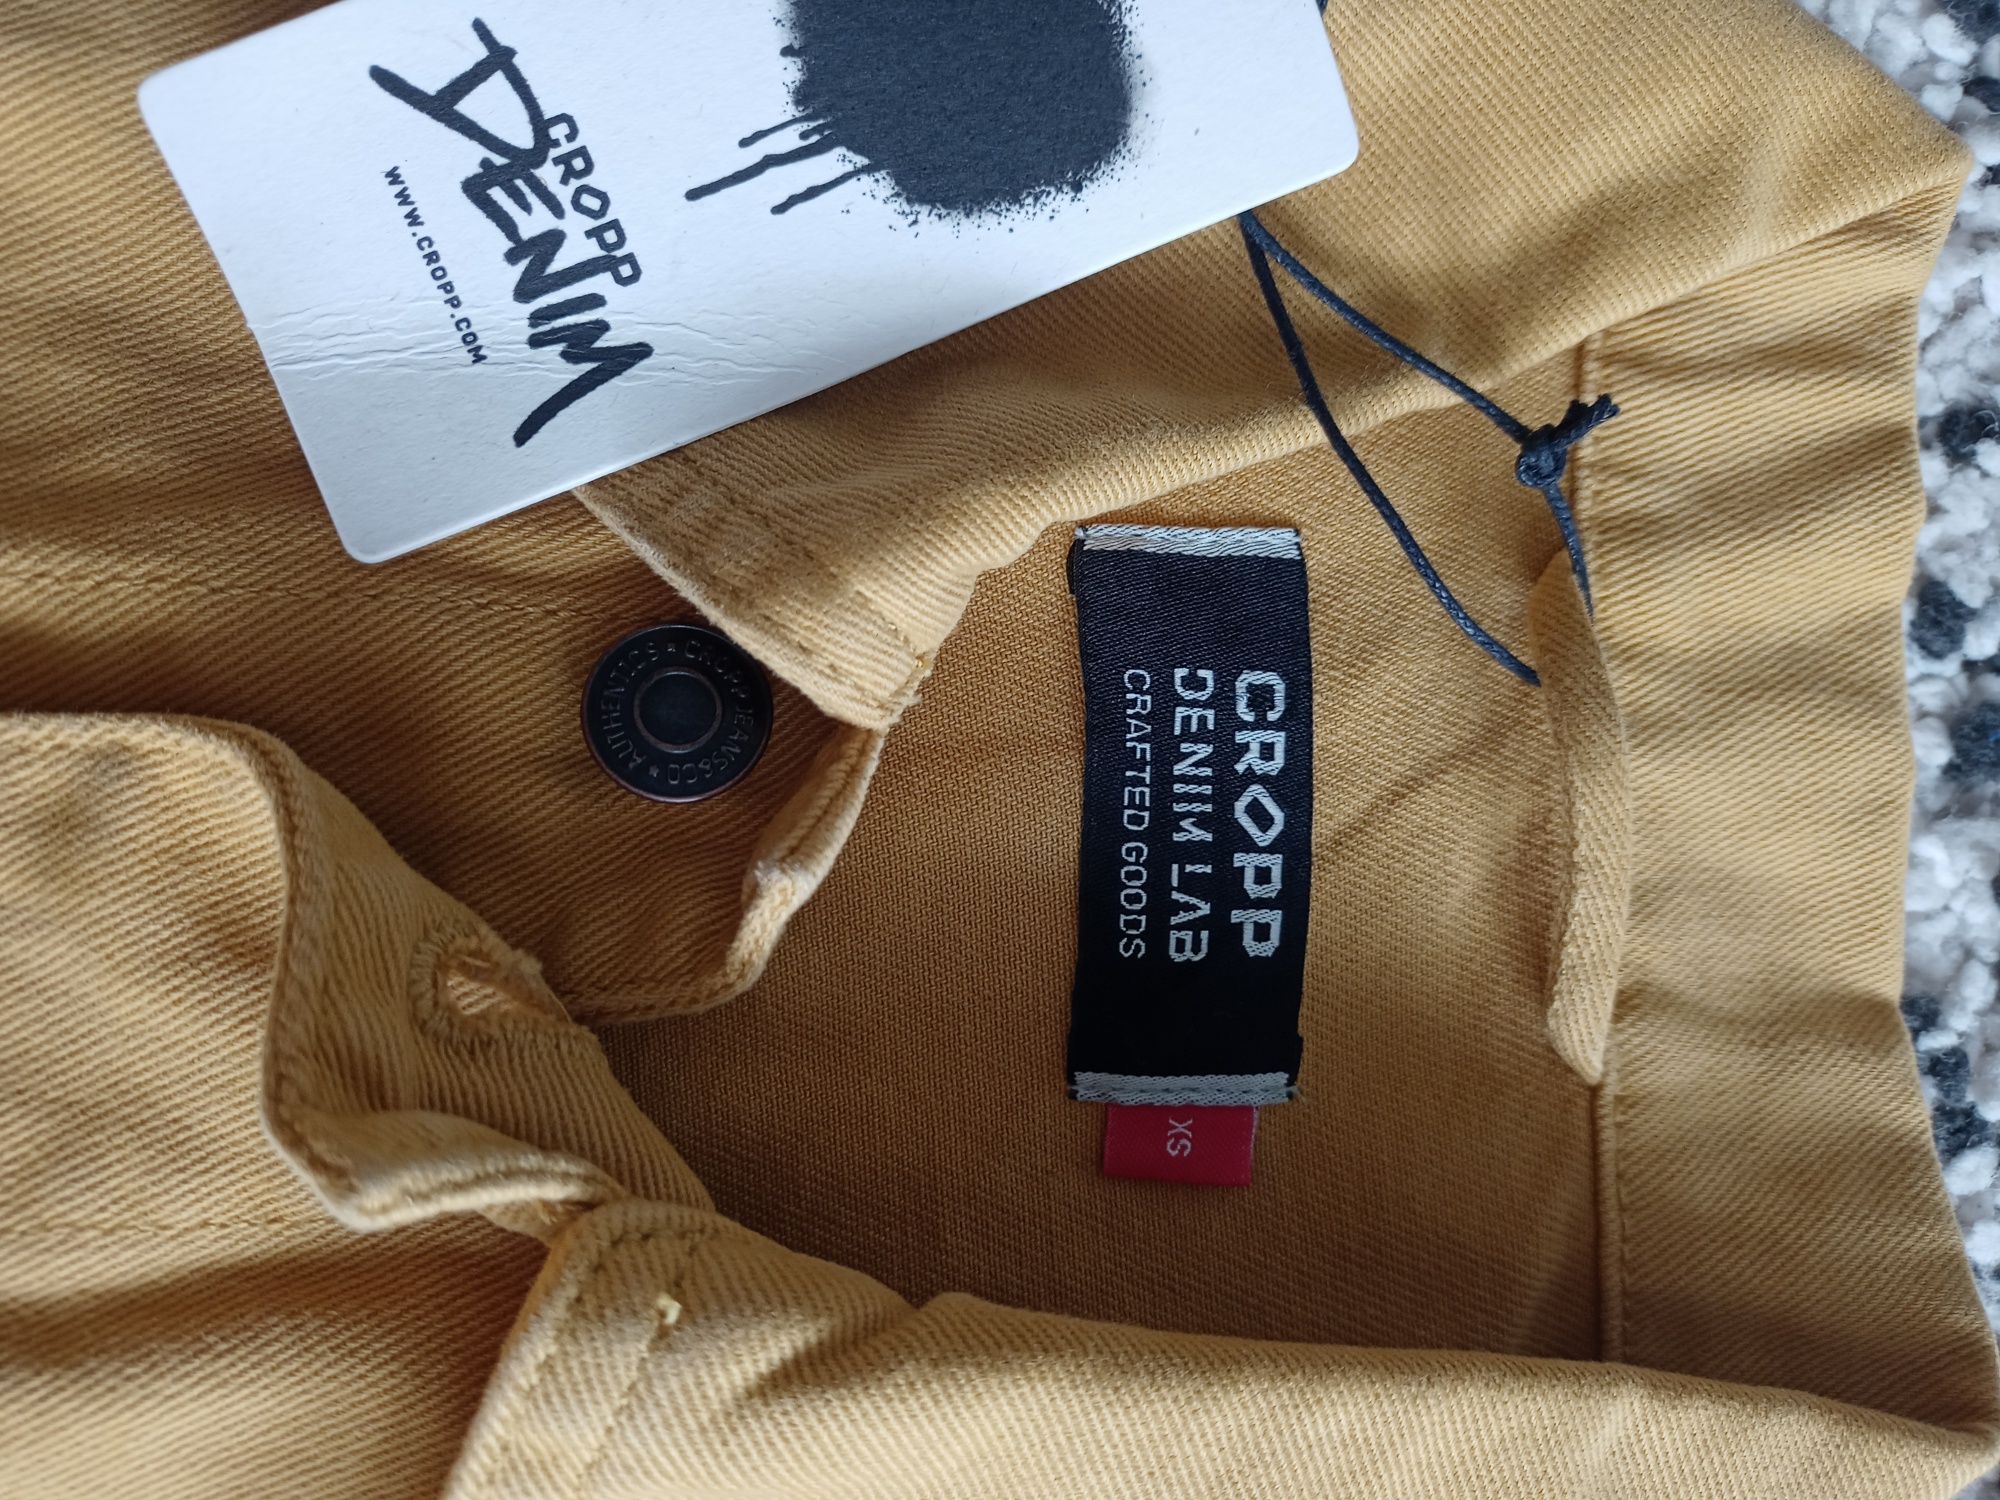 CROPP
DENIM
WWW.CROPP.COM
AUTHENTICS ★ CROPP JEANS&CO ★
CROPP
DENIM LAB
CRAFTED GOODS
XS